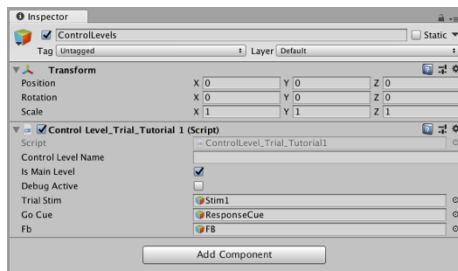 Inspector
ControlLevels Static
Tag Untagged Layer Default
Transform
Position X 0 Y 0 Z 0
Rotation X 0 Y 0 Z 0
Scale X 1 Y 1 Z 1
Control Level_Trial_Tutorial 1 (Script)
Script ControlLevel_Trial_Tutorial1
Control Level Name
Is Main Level
Debug Active
Trial Stim Stim1
Go Cue ResponseCue
Fb FB
Add Component